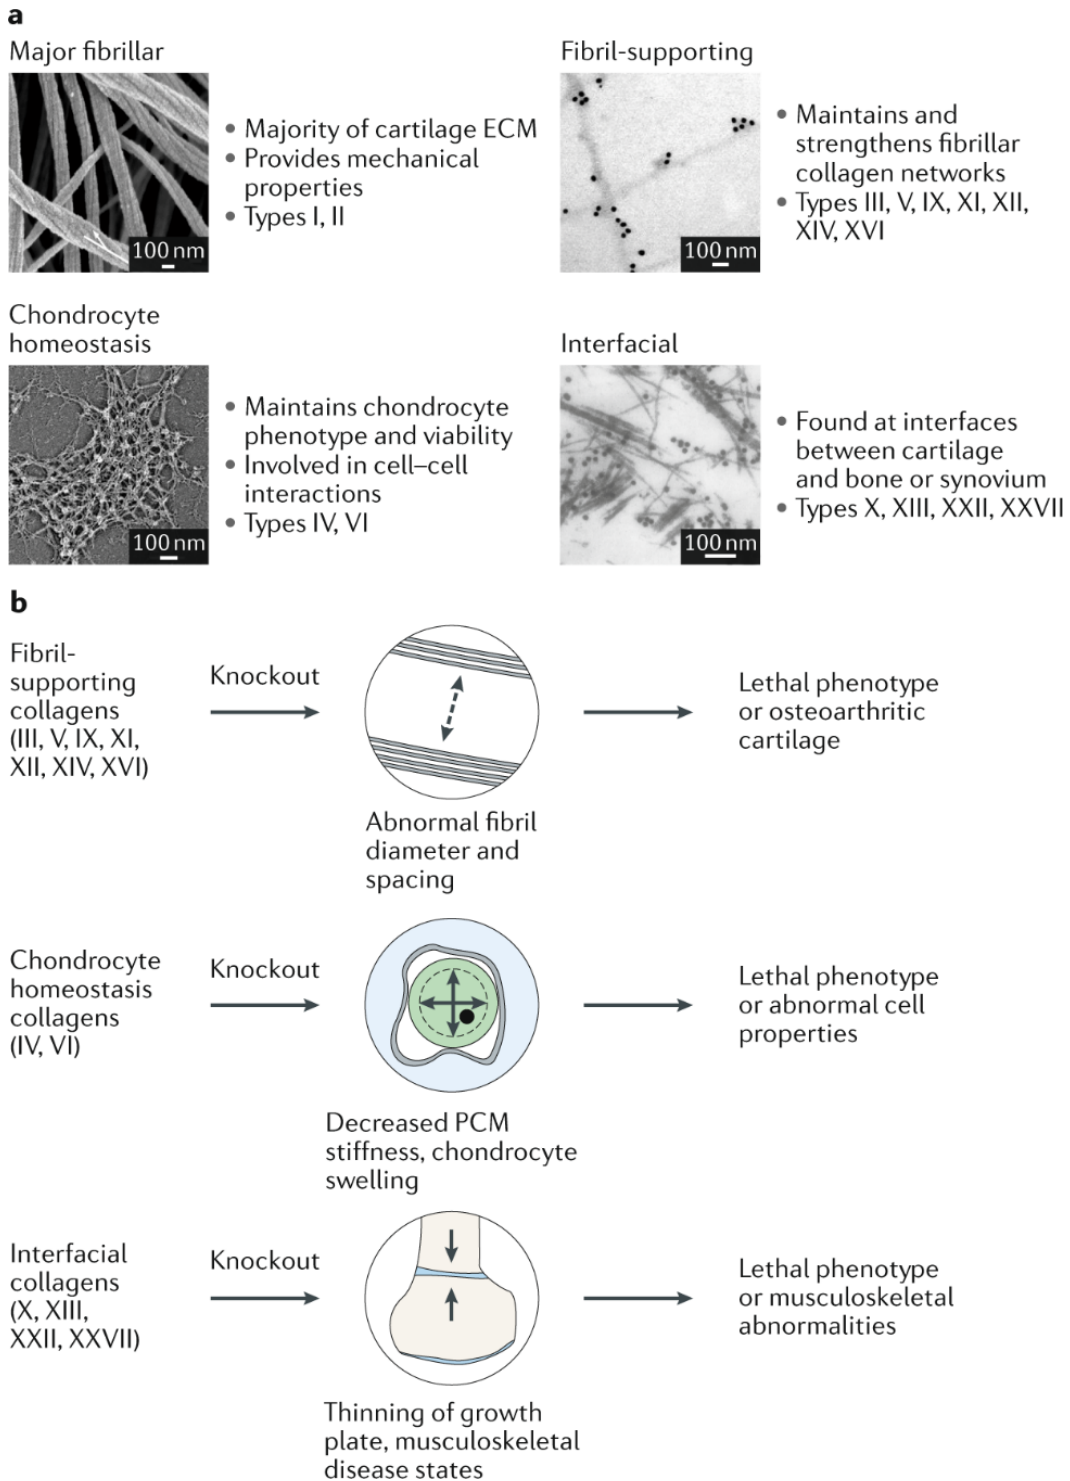 a
Major fibrillar
100 nm
• Majority of cartilage ECM
• Provides mechanical
properties
• Types I, II
Fibril-supporting
100 nm
• Maintains and
strengthens fibrillar
collagen networks
• Types III, V, IX, XI, XII,
XIV, XVI
Chondrocyte
homeostasis
100 nm
• Maintains chondrocyte
phenotype and viability
• Involved in cell–cell
interactions
• Types IV, VI
Interfacial
100 nm
• Found at interfaces
between cartilage
and bone or synovium
• Types X, XIII, XXII, XXVII
b
Fibril-
supporting
collagens
(III, V, IX, XI,
XII, XIV, XVI)
Knockout
Abnormal fibril
diameter and
spacing
Lethal phenotype
or osteoarthritic
cartilage
Chondrocyte
homeostasis
collagens
(IV, VI)
Knockout
Decreased PCM
stiffness, chondrocyte
swelling
Lethal phenotype
or abnormal cell
properties
Interfacial
collagens
(X, XIII,
XXII, XXVII)
Knockout
Thinning of growth
plate, musculoskeletal
disease states
Lethal phenotype
or musculoskeletal
abnormalities